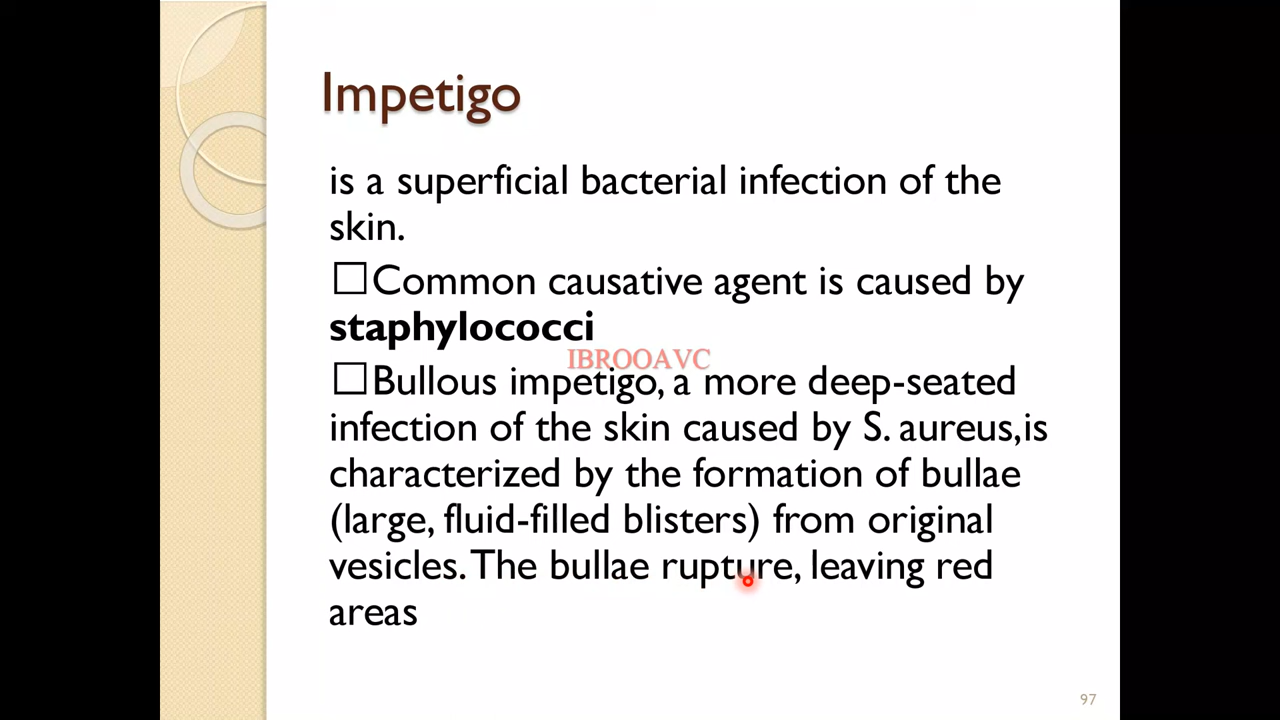 Impetigo
is a superficial bacterial infection of the
skin.
□Common causative agent is caused by
staphylococci
IBROOAVC
□Bullous impetigo, a more deep-seated
infection of the skin caused by S. aureus,is
characterized by the formation of bullae
(large, fluid-filled blisters) from original
vesicles. The bullae rupture, leaving red
areas
97